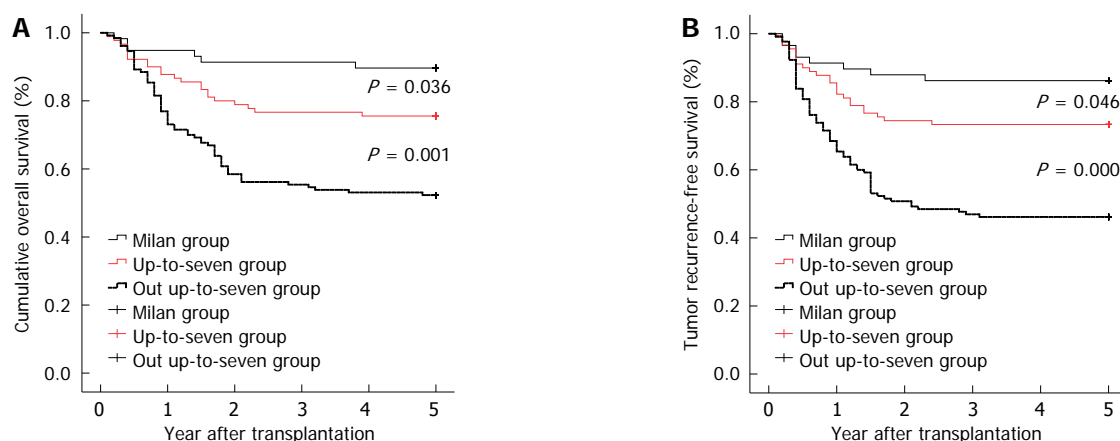 A
Cumulative overall survival (%)
1.0
0.8
0.6
0.4
0.2
0.0
P = 0.036
P = 0.001
Milan group
Up-to-seven group
Out up-to-seven group
Milan group
Up-to-seven group
Out up-to-seven group
0 1 2 3 4 5
Year after transplantation
B
Tumor recurrence-free survival (%)
1.0
0.8
0.6
0.4
0.2
0.0
P = 0.046
P = 0.000
Milan group
Up-to-seven group
Out up-to-seven group
Milan group
Up-to-seven group
Out up-to-seven group
0 1 2 3 4 5
Year after transplantation